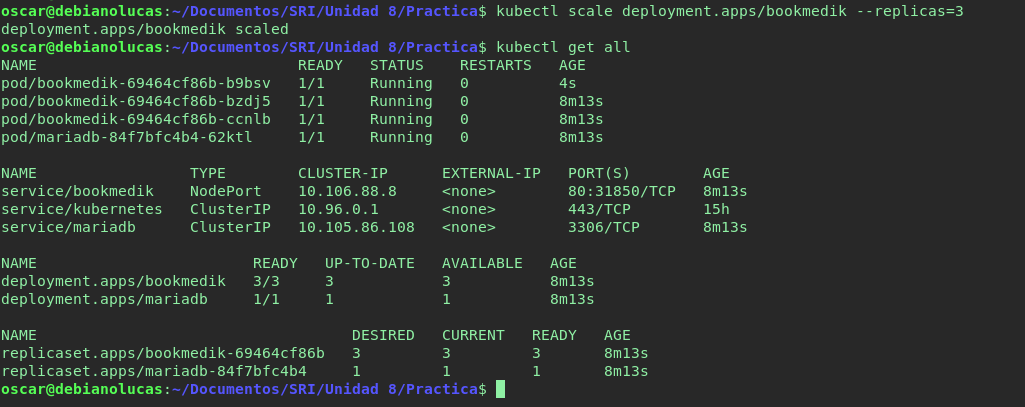 oscar@debianolucas:~/Documentos/SRI/Unidad 8/Practica$ kubectl scale deployment.apps/bookmedik --replicas=3
deployment.apps/bookmedik scaled
oscar@debianolucas:~/Documentos/SRI/Unidad 8/Practica$ kubectl get all
NAME                             READY   STATUS    RESTARTS   AGE
pod/bookmedik-69464cf86b-b9bsv   1/1     Running   0          4s
pod/bookmedik-69464cf86b-bzdj5   1/1     Running   0          8m13s
pod/bookmedik-69464cf86b-ccnlb   1/1     Running   0          8m13s
pod/mariadb-84f7bfc4b4-62ktl     1/1     Running   0          8m13s
NAME                 TYPE        CLUSTER-IP      EXTERNAL-IP   PORT(S)        AGE
service/bookmedik    NodePort    10.106.88.8     <none>        80:31850/TCP   8m13s
service/kubernetes   ClusterIP   10.96.0.1       <none>        443/TCP        15h
service/mariadb      ClusterIP   10.105.86.108   <none>        3306/TCP       8m13s
NAME                        READY   UP-TO-DATE   AVAILABLE   AGE
deployment.apps/bookmedik   3/3     3            3           8m13s
deployment.apps/mariadb     1/1     1            1           8m13s
NAME                                   DESIRED   CURRENT   READY   AGE
replicaset.apps/bookmedik-69464cf86b   3         3         3       8m13s
replicaset.apps/mariadb-84f7bfc4b4     1         1         1       8m13s
oscar@debianolucas:~/Documentos/SRI/Unidad 8/Practica$